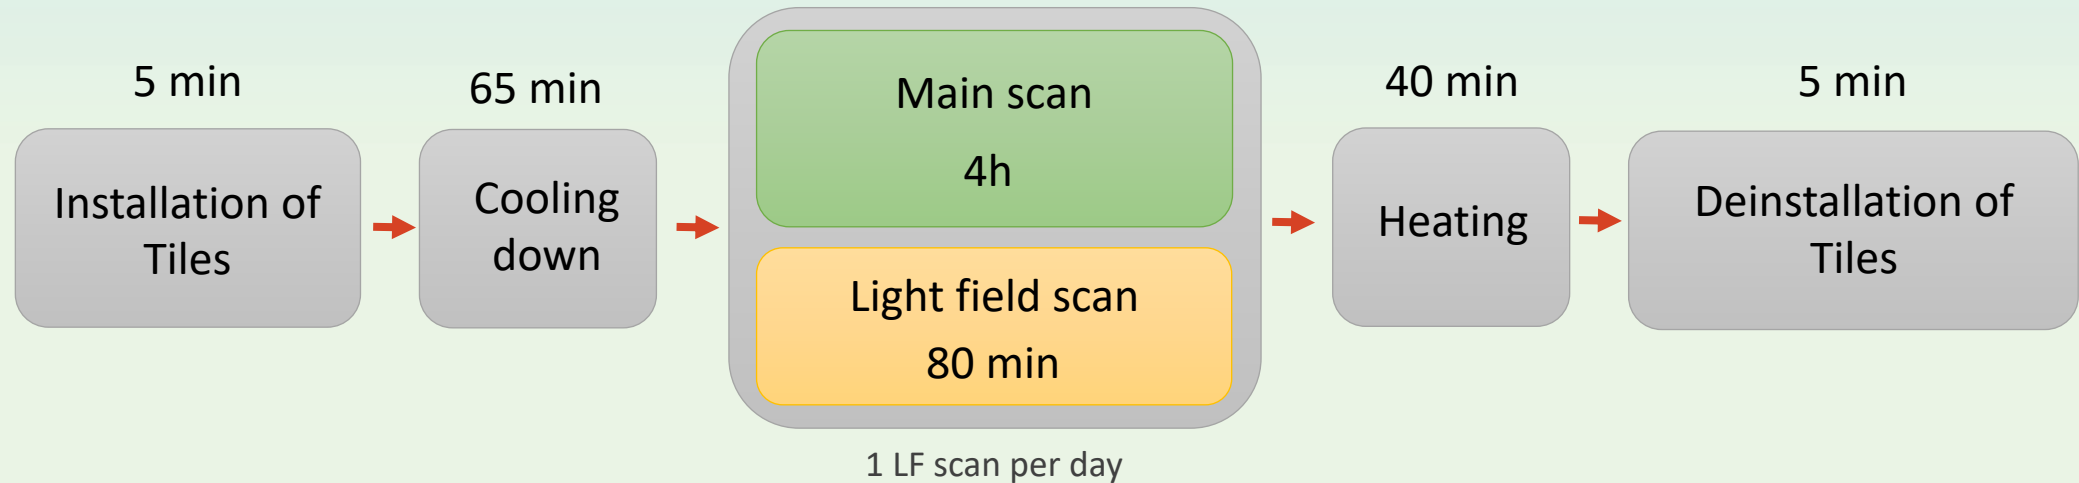 5 min
Installation of
Tiles
65 min
Cooling
down
Main scan
4h
Light field scan
80 min
1 LF scan per day
40 min
Heating
5 min
Deinstallation of
Tiles